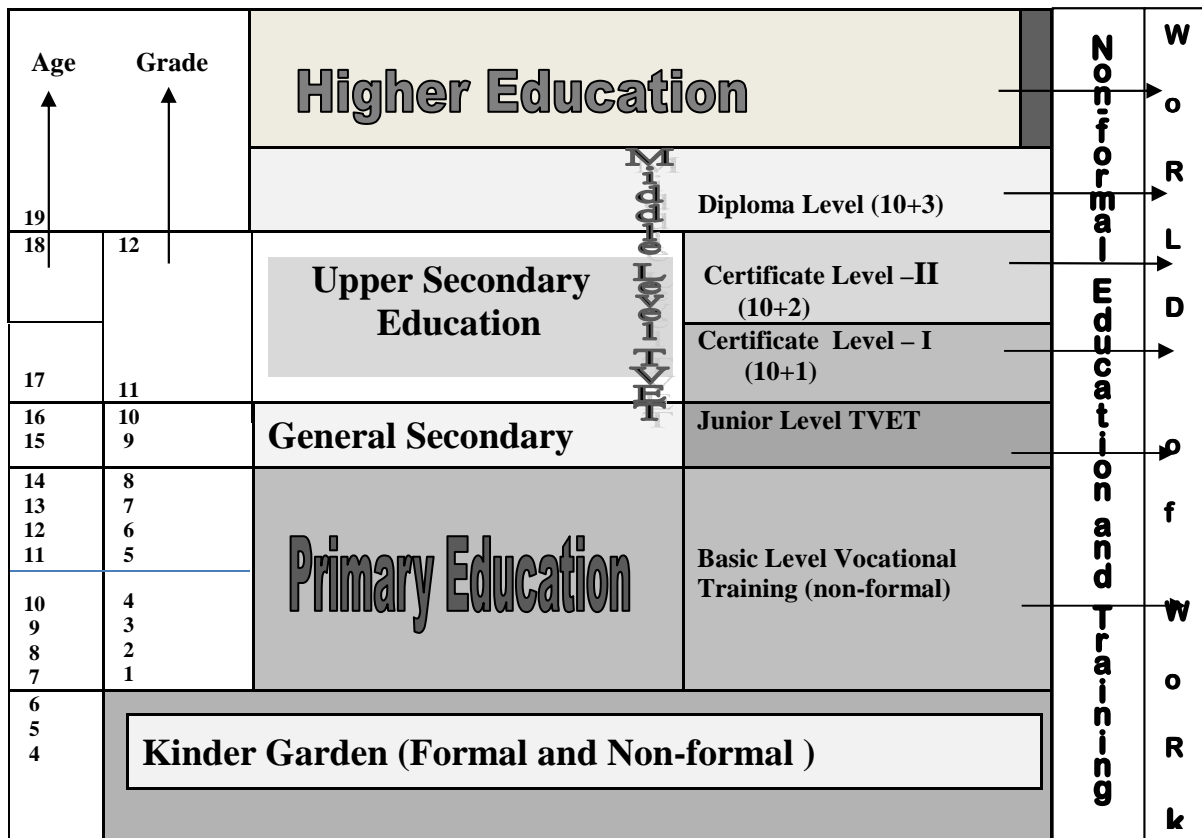 Age
Grade
Higher Education
Diploma Level (10+3)
19
18
12
Upper Secondary
Education
Certificate Level –II
(10+2)
Certificate Level – I
(10+1)
17
11
16
10
15
9
General Secondary
Junior Level TVET
Middle Level TVET
14
8
13
7
12
6
11
5
Primary Education
Basic Level Vocational
Training (non-formal)
10
4
9
3
8
2
7
1
6
5
4
Kinder Garden (Formal and Non-formal )
Non-formal Education and Training
WoRLD of WoRk